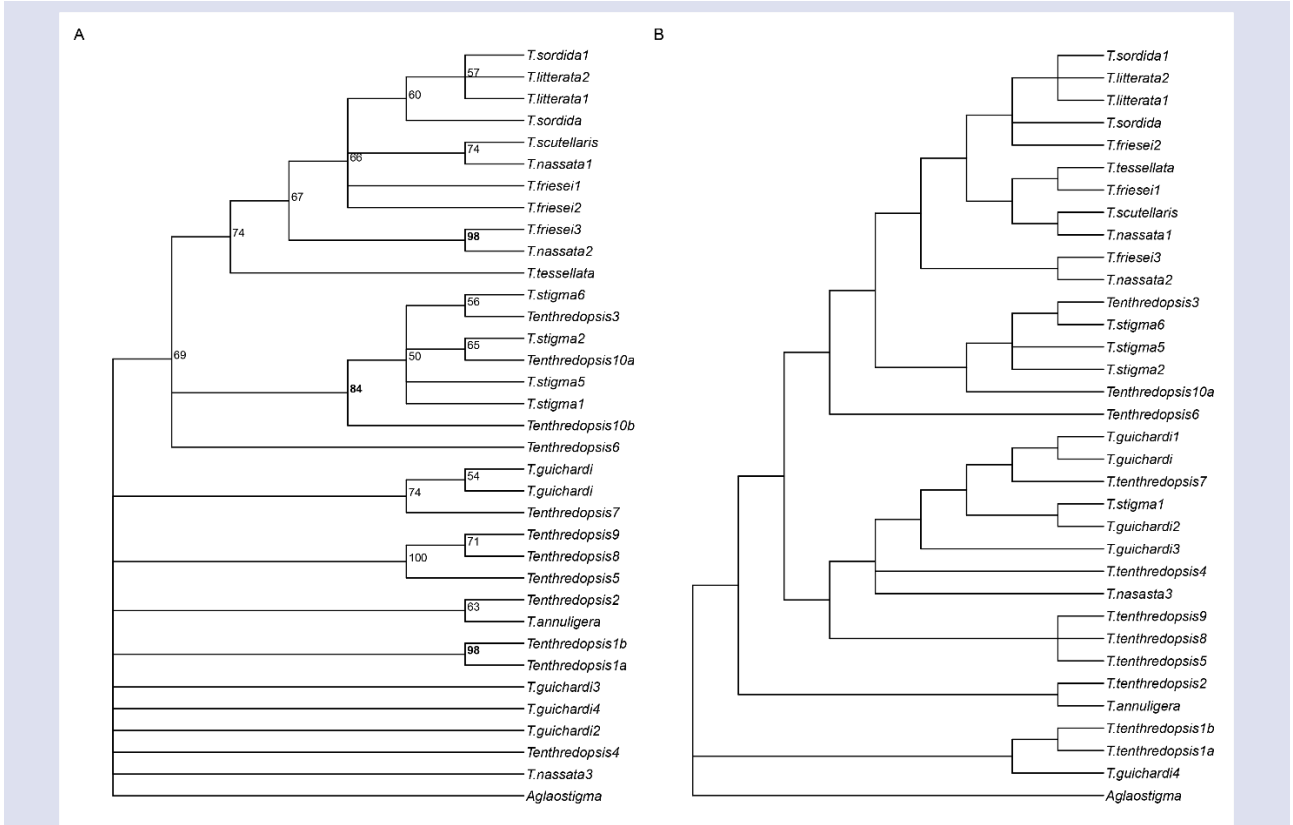 A
T.sordida1
57
T.litterata2
60
T.litterata1
T.sordida
T.scutellaris
74
66
T.nassata1
T.friesei1
67
T.friesei2
T.friesei3
98
74
T.nassata2
T.tessellata
T.stigma6
56
Tenthredopsis3
T.stigma2
65
69
50
Tenthredopsis10a
T.stigma5
84
T.stigma1
Tenthredopsis10b
Tenthredopsis6
T.guichardi
54
74
T.guichardi
Tenthredopsis7
Tenthredopsis9
71
100
Tenthredopsis8
Tenthredopsis5
Tenthredopsis2
63
T.annuligera
Tenthredopsis1b
98
Tenthredopsis1a
T.guichardi3
T.guichardi4
T.guichardi2
Tenthredopsis4
T.nassata3
Aglaostigma
B
T.sordida1
T.litterata2
T.litterata1
T.sordida
T.friesei2
T.tessellata
T.friesei1
T.scutellaris
T.nassata1
T.friesei3
T.nassata2
Tenthredopsis3
T.stigma6
T.stigma5
T.stigma2
Tenthredopsis10a
Tenthredopsis6
T.guichardi1
T.guichardi
T.tenthredopsis7
T.stigma1
T.guichardi2
T.guichardi3
T.tenthredopsis4
T.nasasta3
T.tenthredopsis9
T.tenthredopsis8
T.tenthredopsis5
T.tenthredopsis2
T.annuligera
T.tenthredopsis1b
T.tenthredopsis1a
T.guichardi4
Aglaostigma